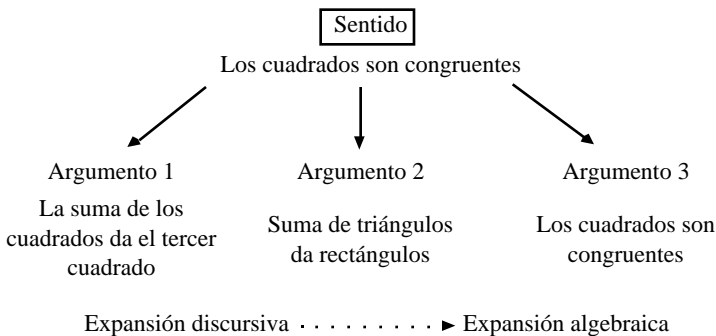 Sentido
Los cuadrados son congruentes
Argumento 1
La suma de los
cuadrados da el tercer
cuadrado
Argumento 2
Suma de triángulos
da rectángulos
Argumento 3
Los cuadrados son
congruentes
Expansión discursiva . . . . . . . . Expansión algebraica